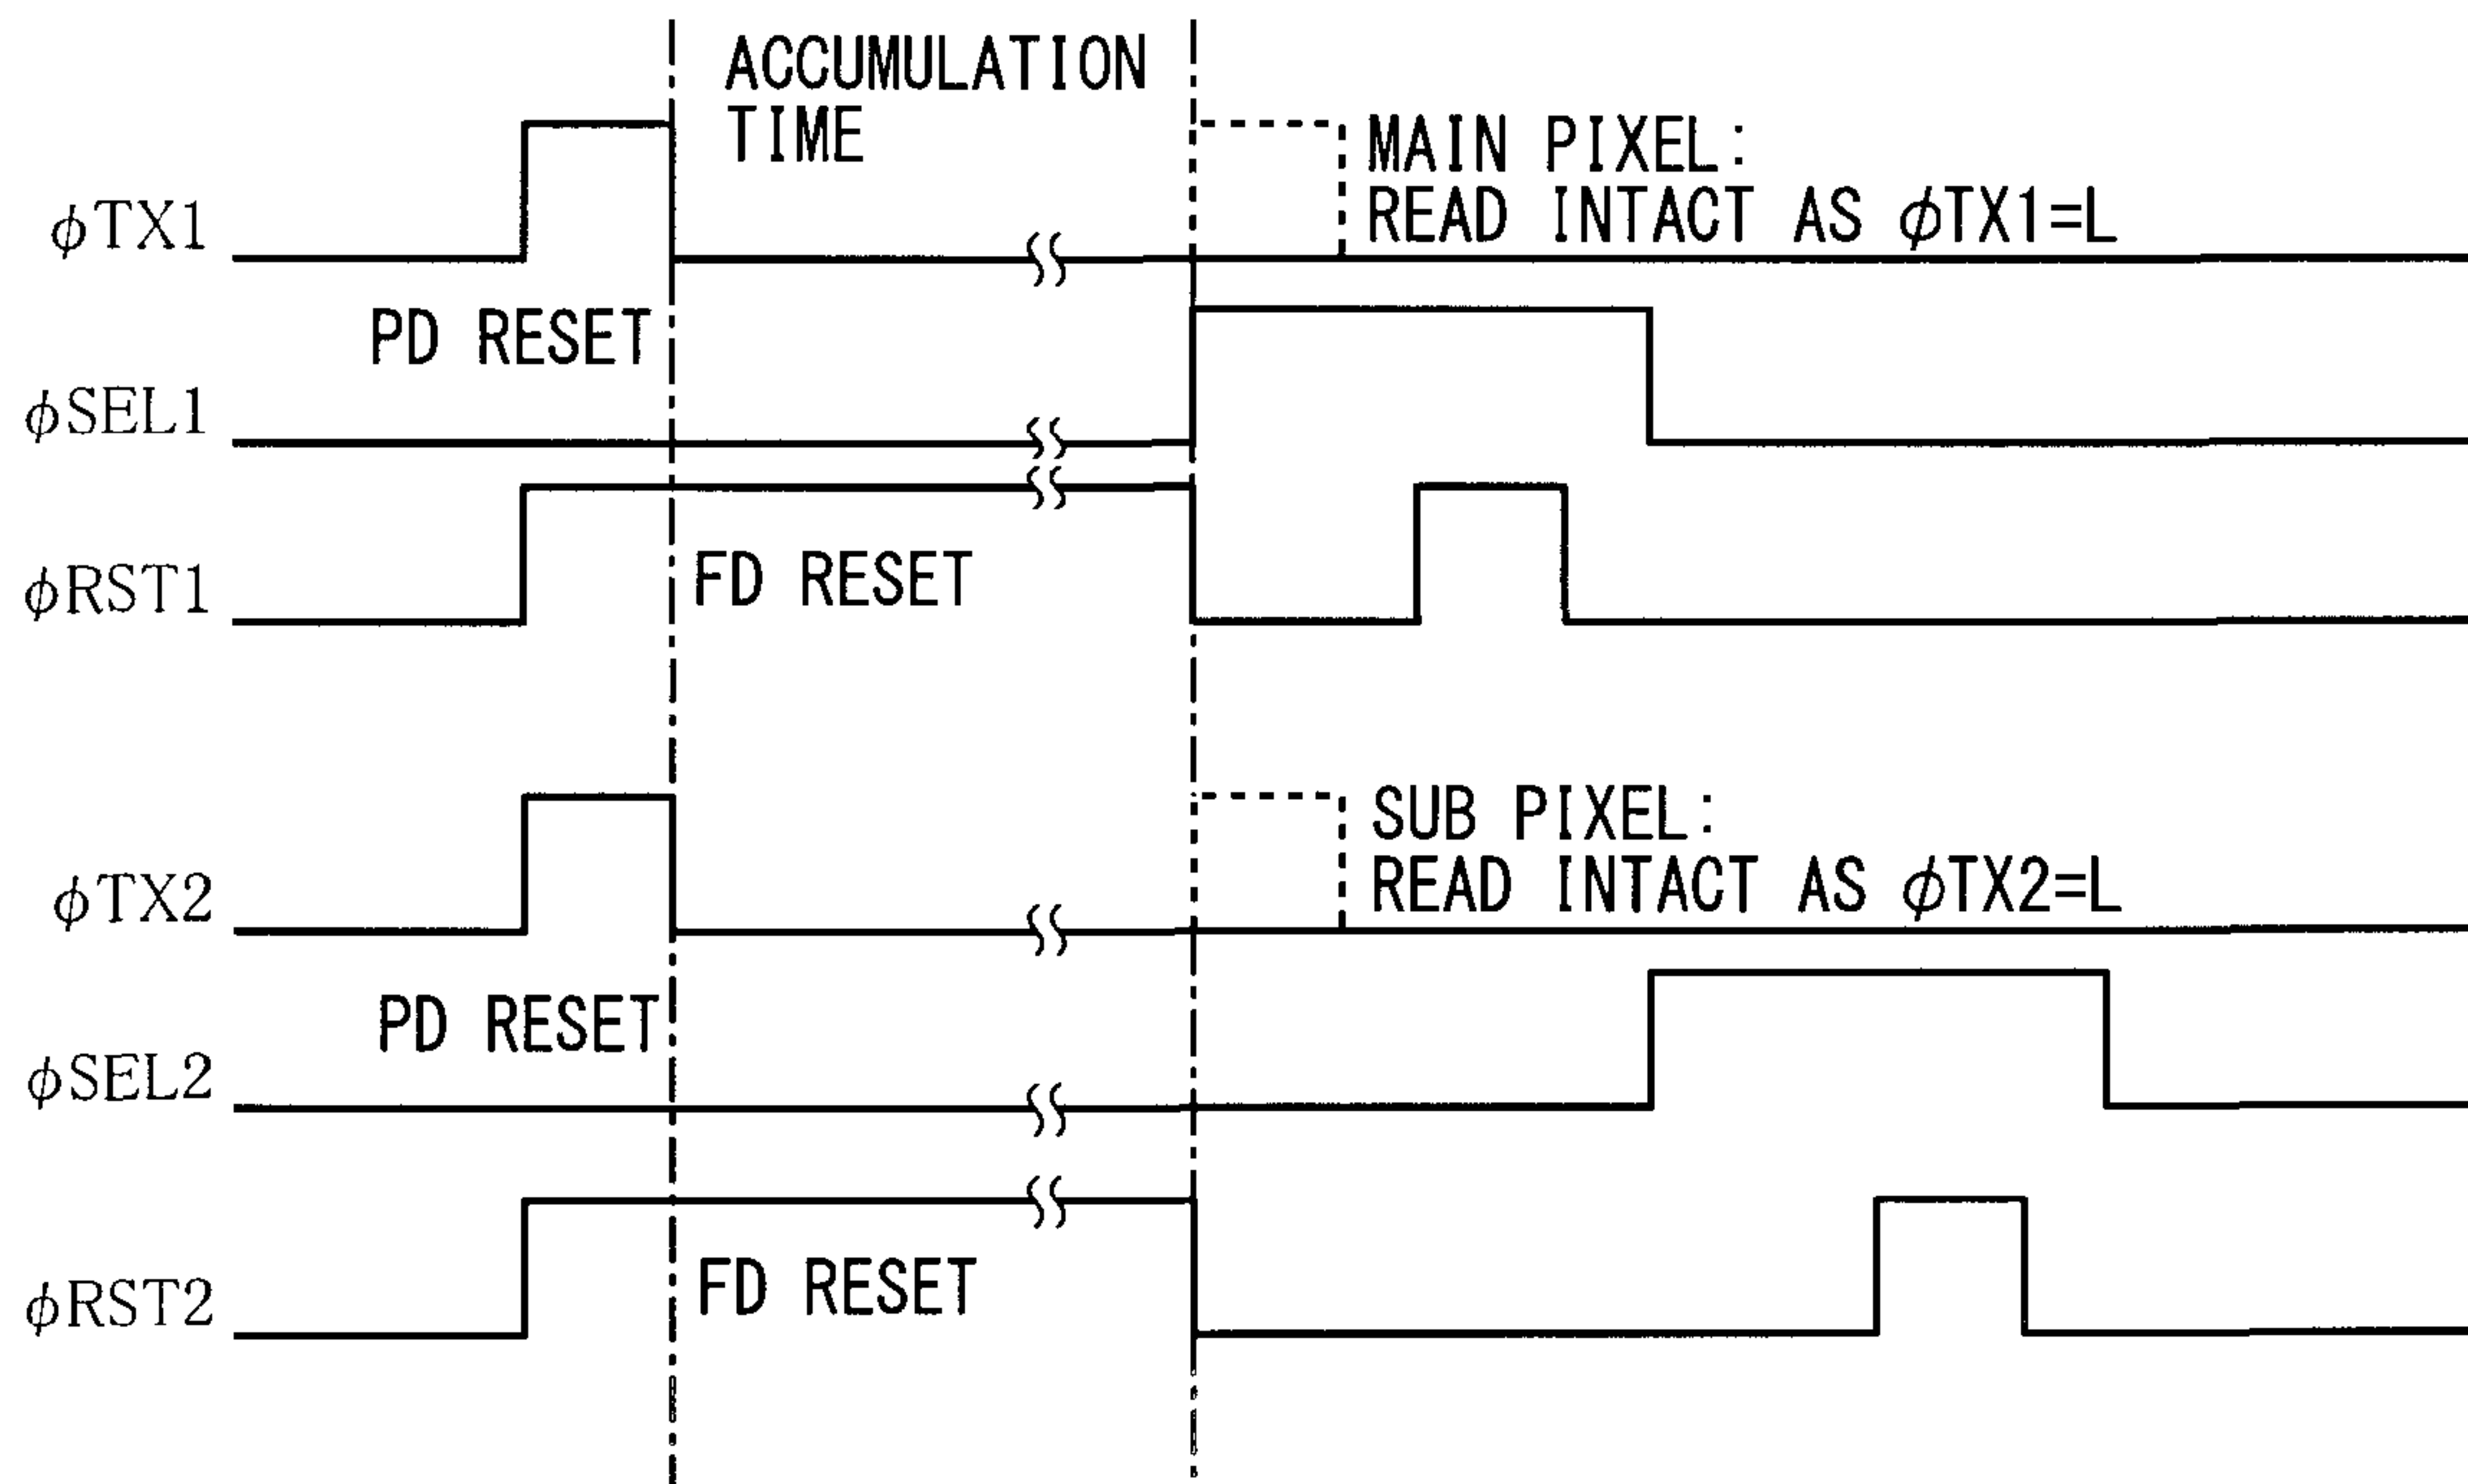 ACCUMULATION
TIME
MAIN PIXEL:
READ INTACT AS ϕTX1=L
ϕTX1
PD RESET
ϕSEL1
FD RESET
ϕRST1
SUB PIXEL:
READ INTACT AS ϕTX2=L
ϕTX2
PD RESET
ϕSEL2
FD RESET
ϕRST2